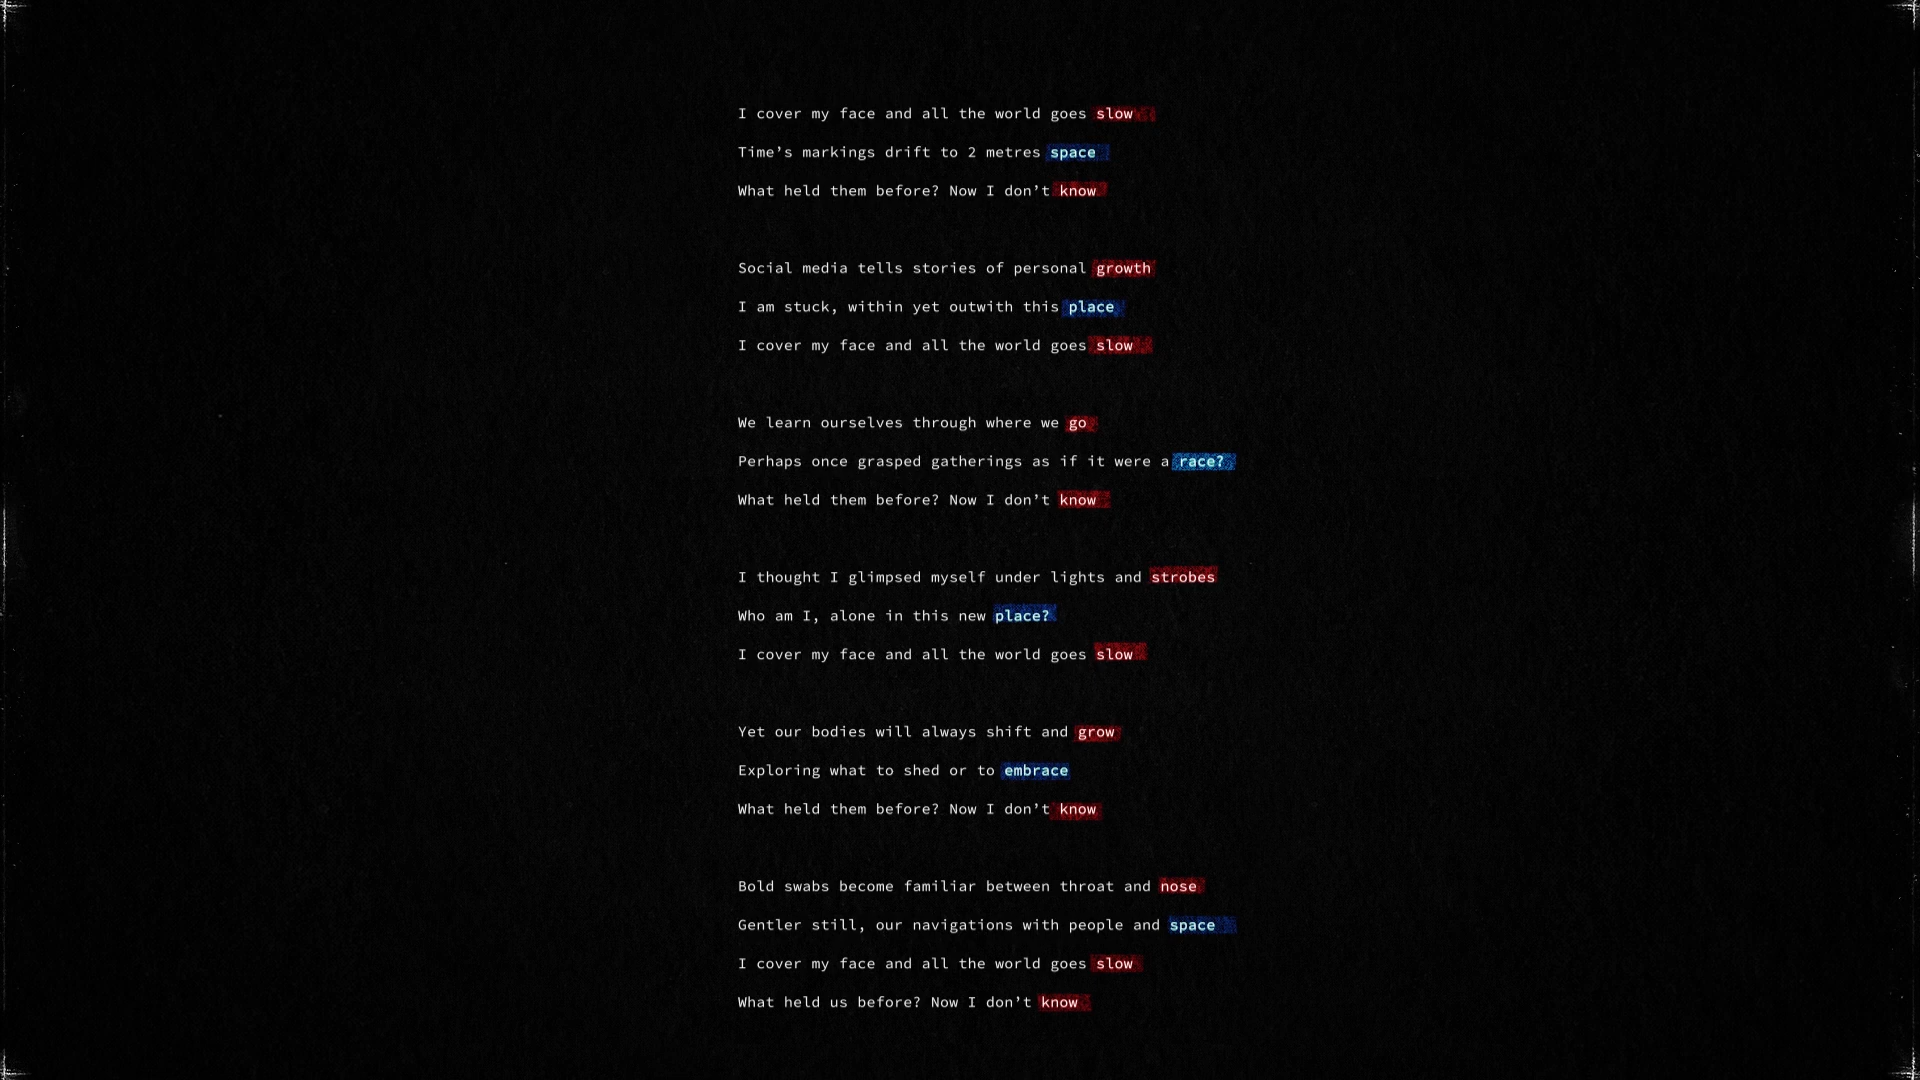 I cover my face and all the world goes slow
Time’s markings drift to 2 metres space
What held them before? Now I don’t know
Social media tells stories of personal growth
I am stuck, within yet outwith this place
I cover my face and all the world goes slow
We learn ourselves through where we go
Perhaps once grasped gatherings as if it were a race?
What held them before? Now I don’t know
I thought I glimpsed myself under lights and strobes
Who am I, alone in this new place?
I cover my face and all the world goes slow
Yet our bodies will always shift and grow
Exploring what to shed or to embrace
What held them before? Now I don’t know
Bold swabs become familiar between throat and nose
Gentler still, our navigations with people and space
I cover my face and all the world goes slow
What held us before? Now I don’t know